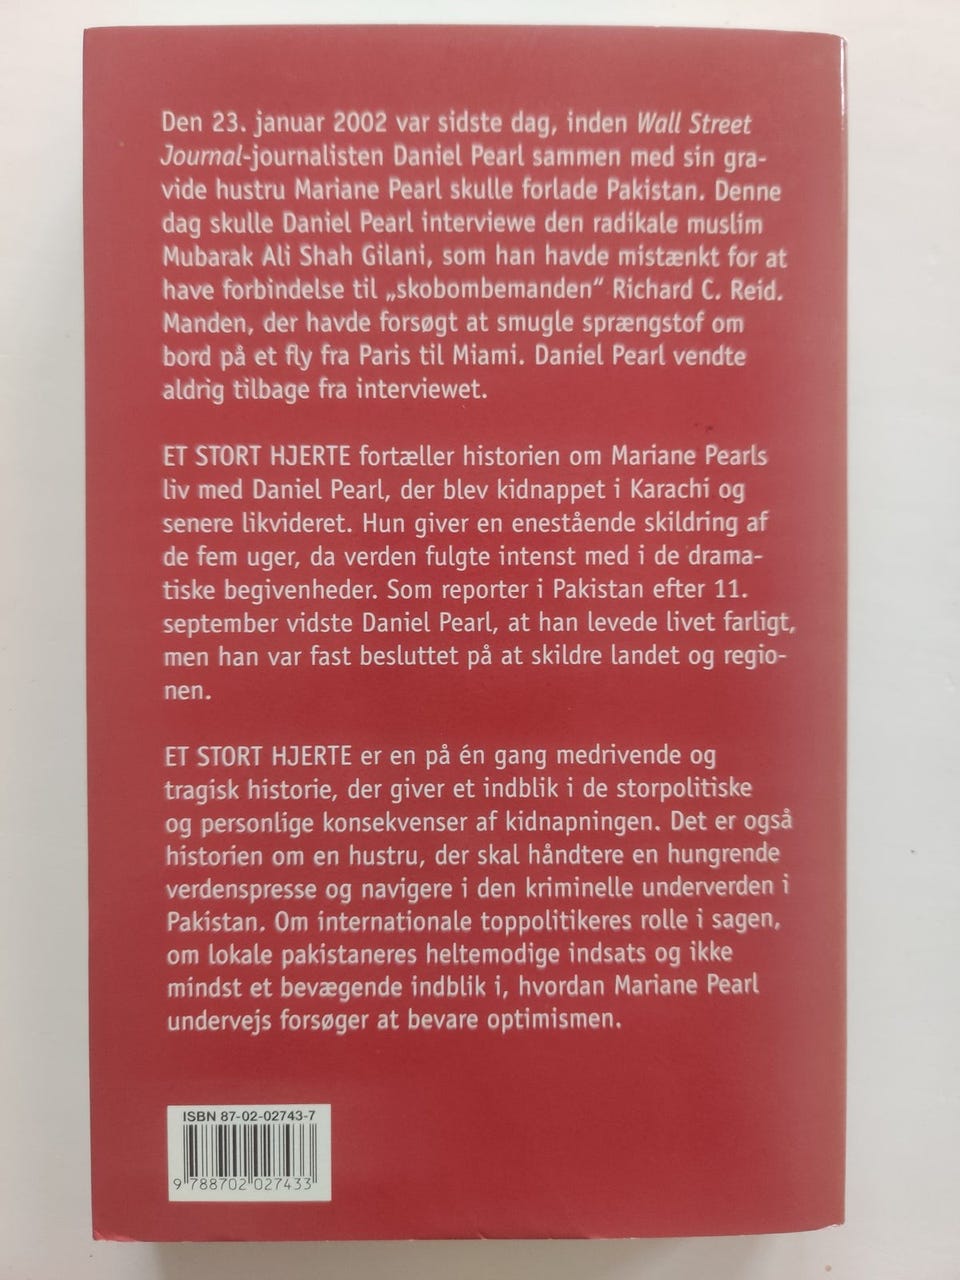 Den 23. januar 2002 var sidste dag, inden Wall Street
Journal-journalisten Daniel Pearl sammen med sin gra-
vide hustru Mariane Pearl skulle forlade Pakistan. Denne
dag skulle Daniel Pearl interviewe den radikale muslim
Mubarak Ali Shah Gilani, som han havde mistænkt for at
have forbindelse til „skobombemanden“ Richard C. Reid.
Manden, der havde forsøgt at smugle sprængstof om
bord på et fly fra Paris til Miami. Daniel Pearl vendte
aldrig tilbage fra interviewet.
ET STORT HJERTE fortæller historien om Mariane Pearls
liv med Daniel Pearl, der blev kidnappet i Karachi og
senere likvideret. Hun giver en enestående skildring af
de fem uger, da verden fulgte intenst med i de drama-
tiske begivenheder. Som reporter i Pakistan efter 11.
september vidste Daniel Pearl, at han levede livet farligt,
men han var fast besluttet på at skildre landet og regio-
nen.
ET STORT HJERTE er en på én gang medrivende og
tragisk historie, der giver et indblik i de storpolitiske
og personlige konsekvenser af kidnapningen. Det er også
historien om en hustru, der skal håndtere en hungrende
verdenspresse og navigere i den kriminelle underverden i
Pakistan. Om internationale toppolitikeres rolle i sagen,
om lokale pakistaneres heltemodige indsats og ikke
mindst et bevægende indblik i, hvordan Mariane Pearl
undervejs forsøger at bevare optimismen.
ISBN 87-02-02743-7
9 788702 027433